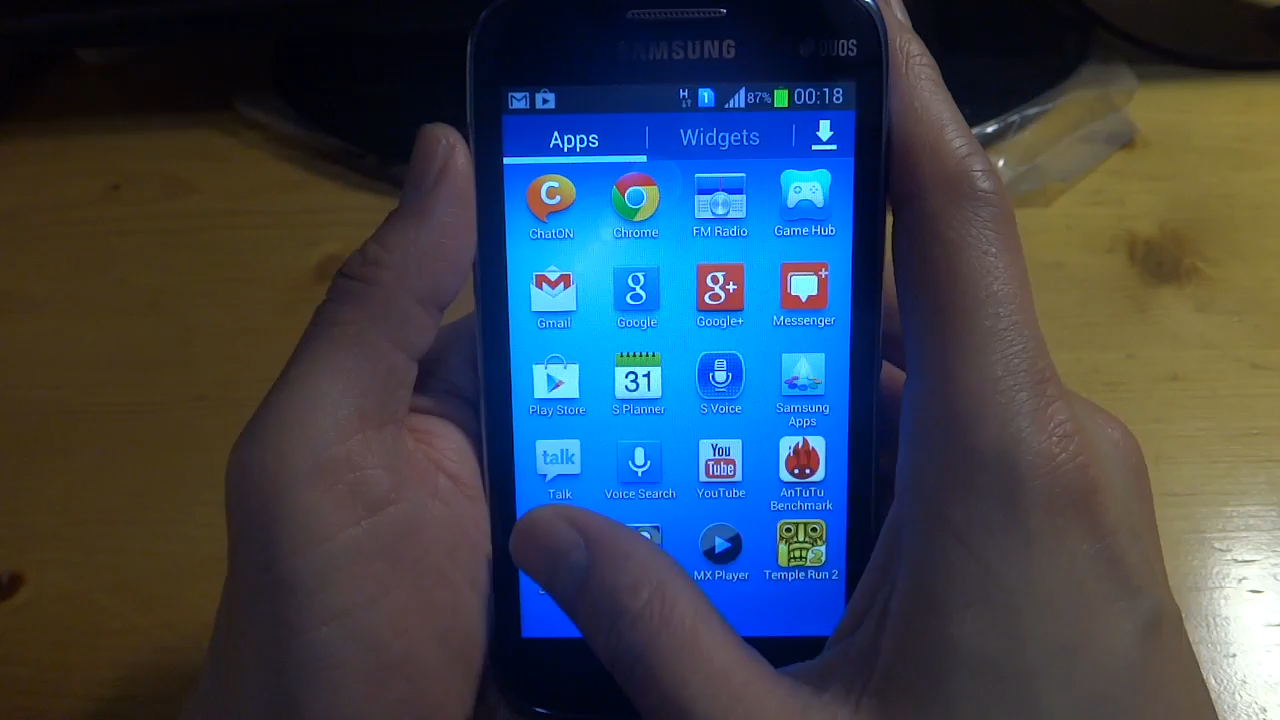 SAMSUNG DUOS
H 1 87% 00:18
Apps Widgets
C
ChatON Chrome FM Radio Game Hub
g g+
Gmail Google Google+ Messenger
31
Play Store S Planner S Voice Samsung Apps
talk You Tube
Talk Voice Search YouTube AnTuTu Benchmark
2
MX Player Temple Run 2